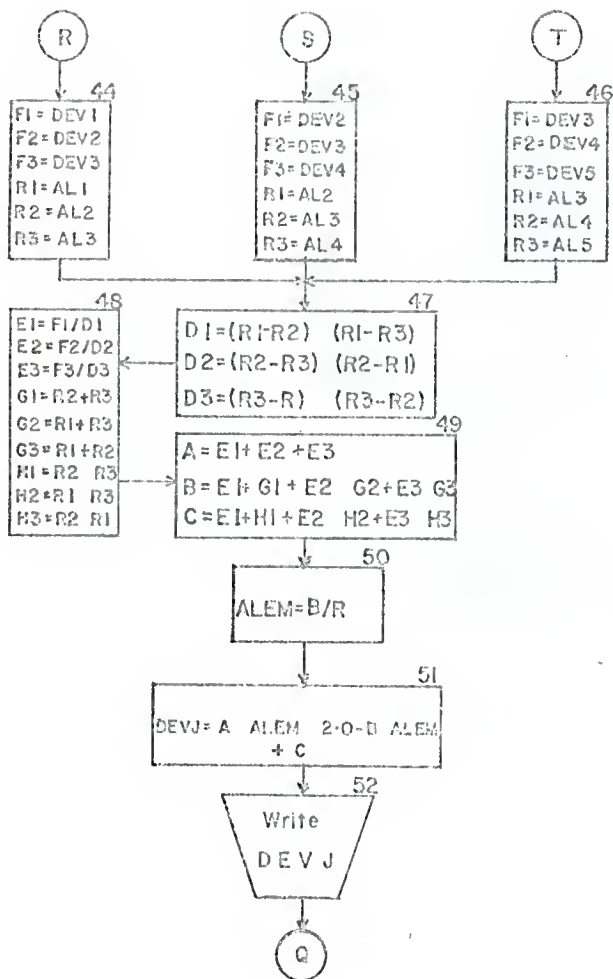 R
S
T
44
F1=DEV1
F2=DEV2
F3=DEV3
R1=AL1
R2=AL2
R3=AL3
45
F1=DEV2
F2=DEV3
F3=DEV4
R1=AL2
R2=AL3
R3=AL4
46
F1=DEV3
F2=DEV4
F3=DEV5
R1=AL3
R2=AL4
R3=AL5
47
D1=(R1-R2) (R1-R3)
D2=(R2-R3) (R2-R1)
D3=(R3-R) (R3-R2)
48
E1=F1/D1
E2=F2/D2
E3=F3/D3
G1=R2+R3
G2=R1+R3
G3=R1+R2
H1=R2 R3
H2=R1 R3
H3=R2 R1
49
A=E1+E2+E3
B=E1+G1+E2 G2+E3 G3
C=E1+H1+E2 H2+E3 H3
50
ALEM=B/R
51
DEVJ=A ALEM 2·0-B ALEM
+ C
52
Write
DEVJ
Q